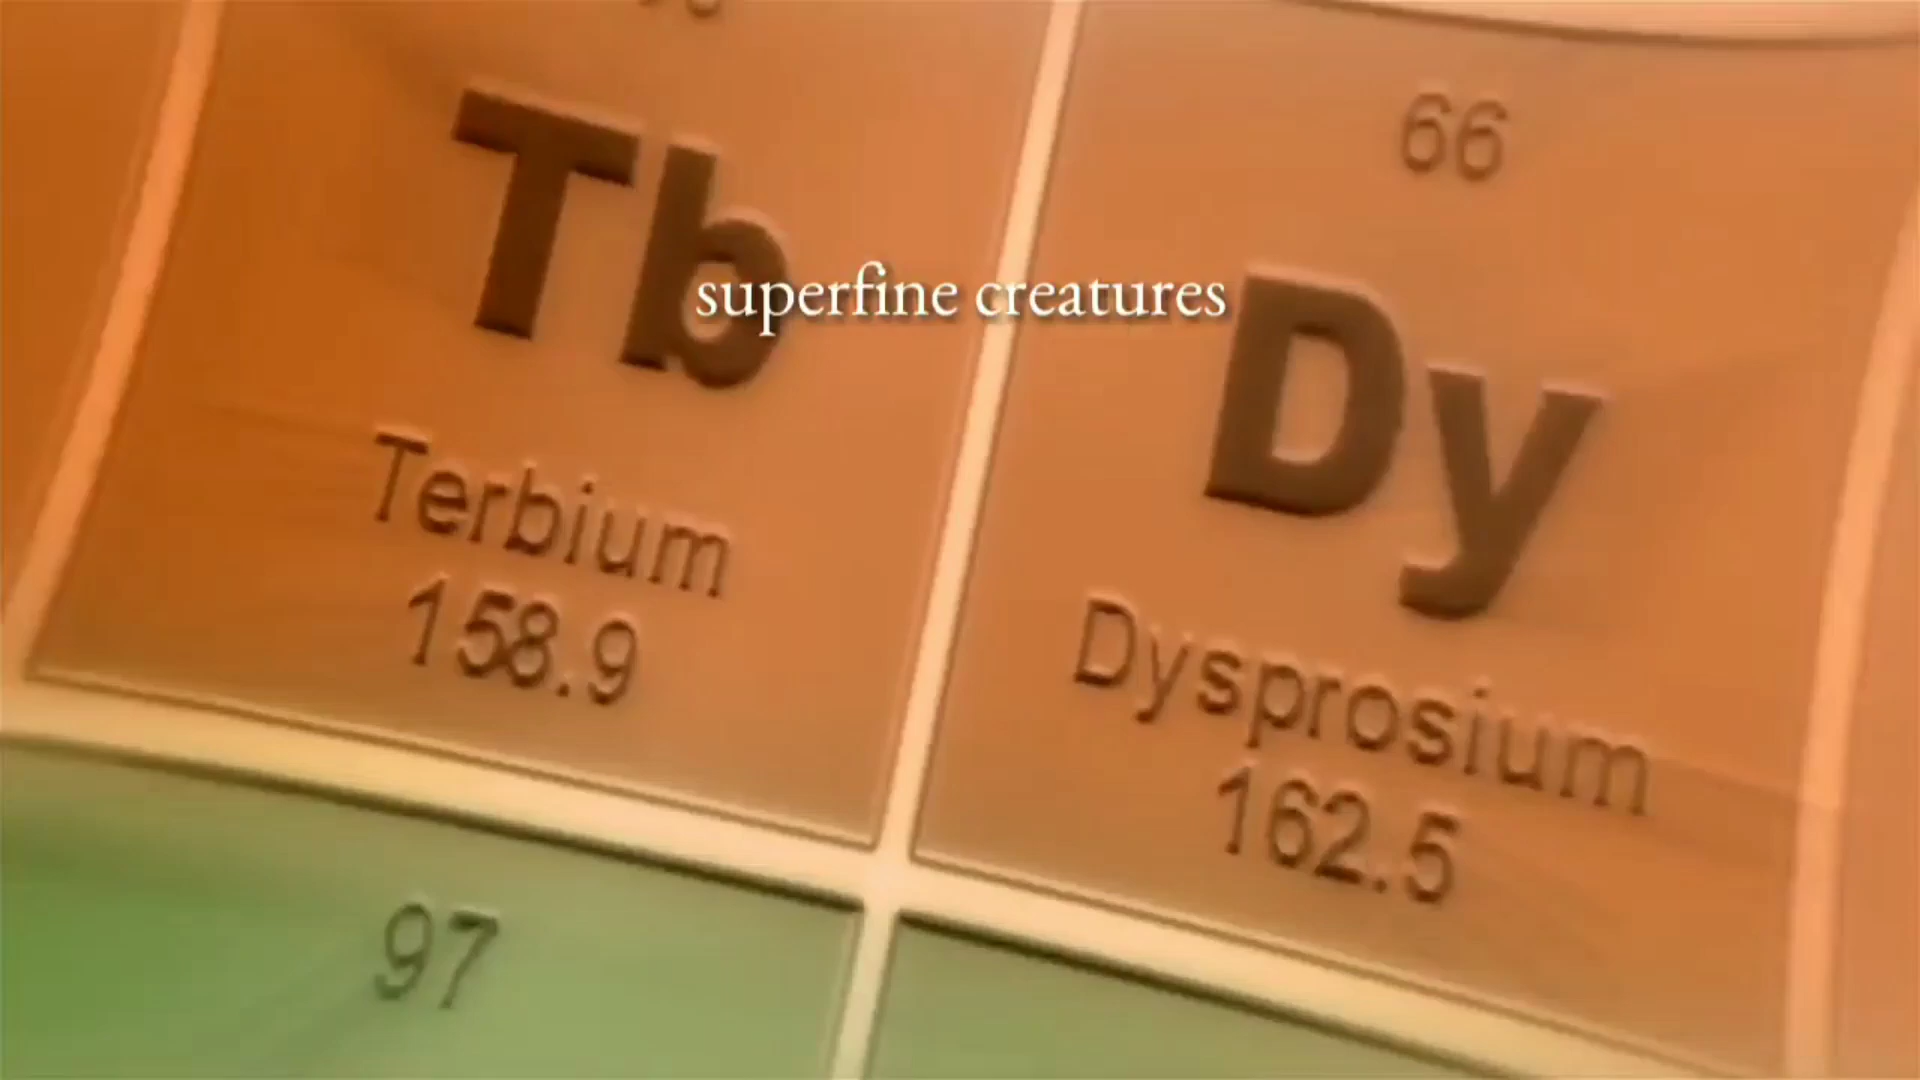 66
Tb
Dy
superfine creatures
Terbium
158.9
Dysprosium
162.5
97